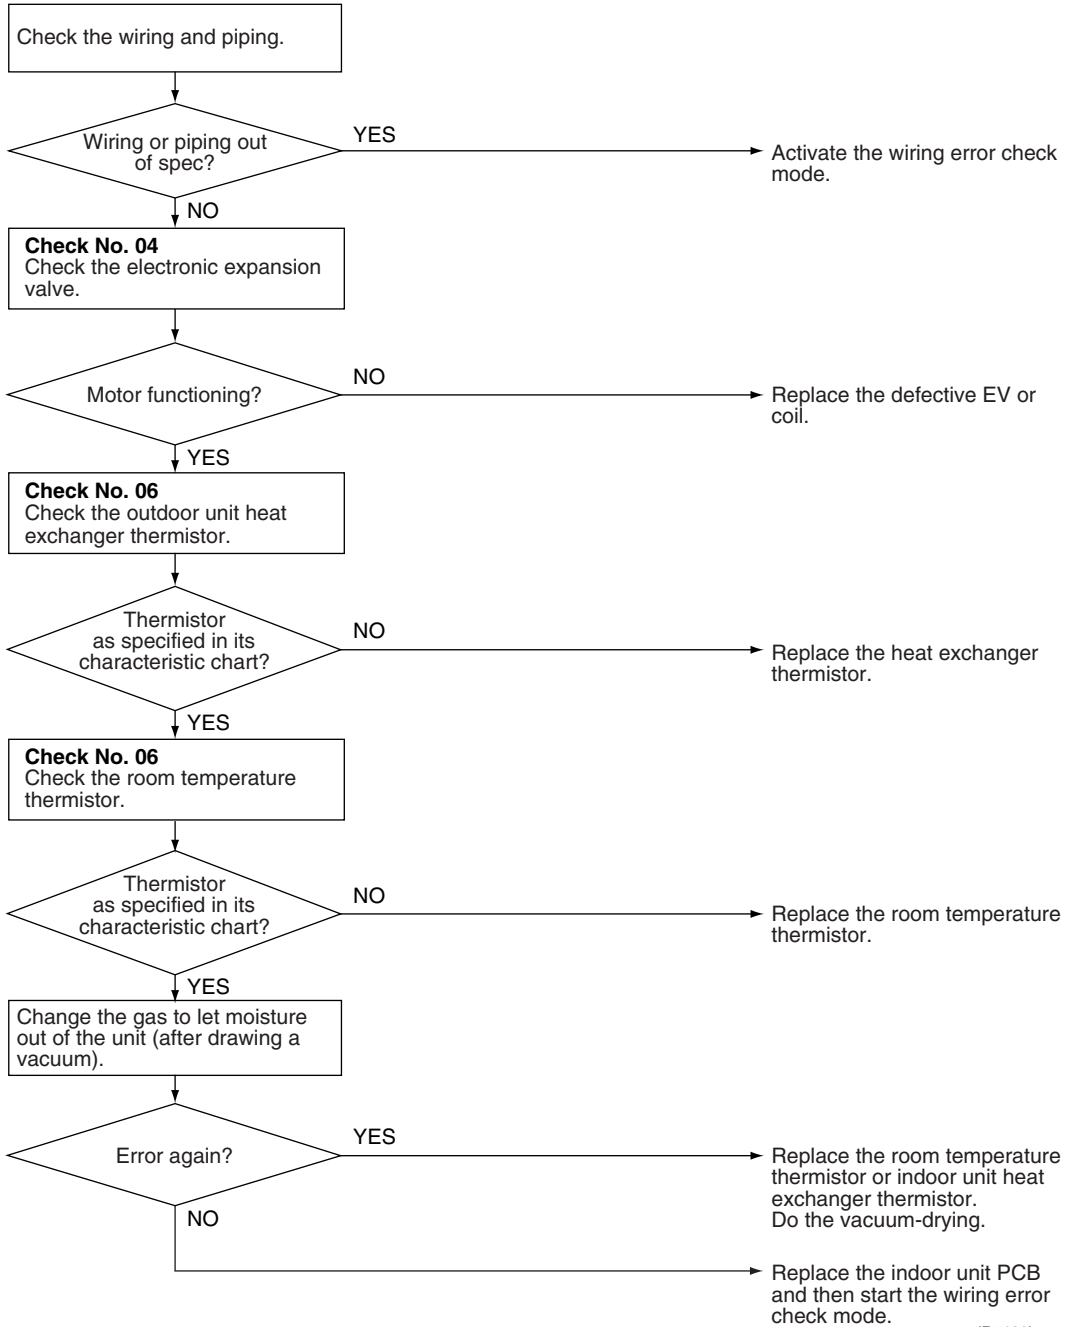 Check the wiring and piping.
Wiring or piping out
of spec?
YES
Activate the wiring error check
mode.
NO
Check No. 04
Check the electronic expansion
valve.
Motor functioning?
NO
Replace the defective EV or
coil.
YES
Check No. 06
Check the outdoor unit heat
exchanger thermistor.
Thermistor
as specified in its
characteristic chart?
NO
Replace the heat exchanger
thermistor.
YES
Check No. 06
Check the room temperature
thermistor.
Thermistor
as specified in its
characteristic chart?
NO
Replace the room temperature
thermistor.
YES
Change the gas to let moisture
out of the unit (after drawing a
vacuum).
Error again?
YES
Replace the room temperature
thermistor or indoor unit heat
exchanger thermistor.
Do the vacuum-drying.
NO
Replace the indoor unit PCB
and then start the wiring error
check mode.